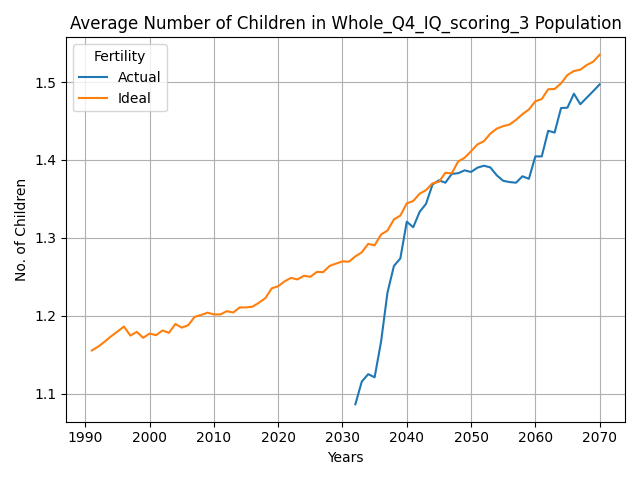 Average Number of Children in Whole_Q4_IQ_scoring_3 Population
Fertility
Actual
Ideal
1.5
1.4
1.3
1.2
1.1
No. of Children
1990 2000 2010 2020 2030 2040 2050 2060 2070
Years